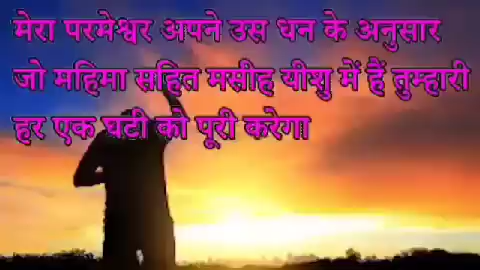 मेरा परमेश्वर अपने उस धन के अनुसार
जो महिमा सहित मसीह यीशु में हैं तुम्हारी
हर एक घटी को पूरी करेगा